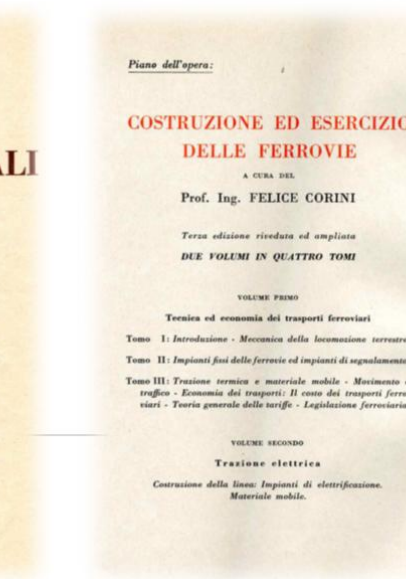 ALI
Piano dell'opera:
COSTRUZIONE ED ESERCIZIO
DELLE FERROVIE
A CURA DEL
Prof. Ing. FELICE CORINI
Terza edizione riveduta ed ampliata
DUE VOLUMI IN QUATTRO TOMI
VOLUME PRIMO
Tecnica ed economia dei trasporti ferroviari
Tomo I: Introduzione - Meccanica della locomozione terrestre
Tomo II: Impianti fissi delle ferrovie ed impianti di segnalamento
Tomo III: Trazione termica e materiale mobile - Movimento
traffico - Economia dei trasporti: Il costo dei trasporti ferro-
viari - Teoria generale delle tariffe - Legislazione ferroviaria
VOLUME SECONDO
Trazione elettrica
Costruzione della linea: Impianti di elettrificazione.
Materiale mobile.